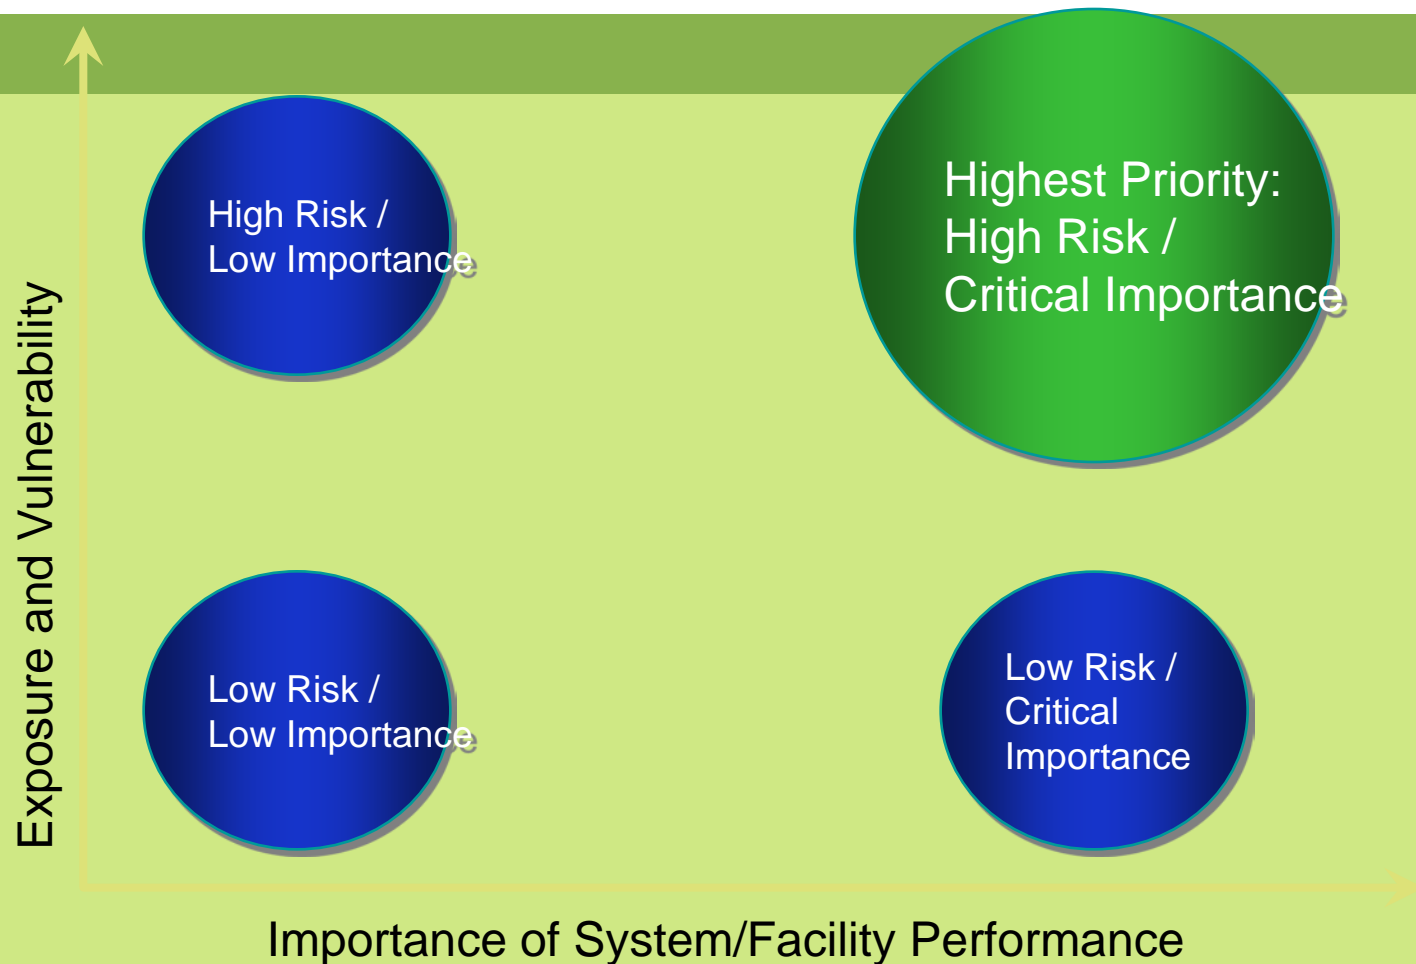 High Risk /
Low Importance
Highest Priority:
High Risk /
Critical Importance
Exposure and Vulnerability
Low Risk /
Low Importance
Low Risk /
Critical
Importance
Importance of System/Facility Performance